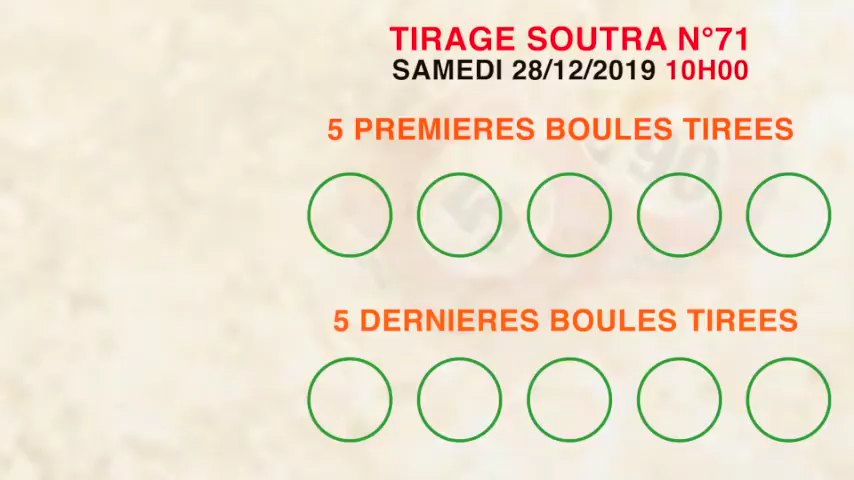 TIRAGE SOUTRA N°71
SAMEDI 28/12/2019 10H00
5 PREMIERES BOULES TIREES
5 DERNIERES BOULES TIREES